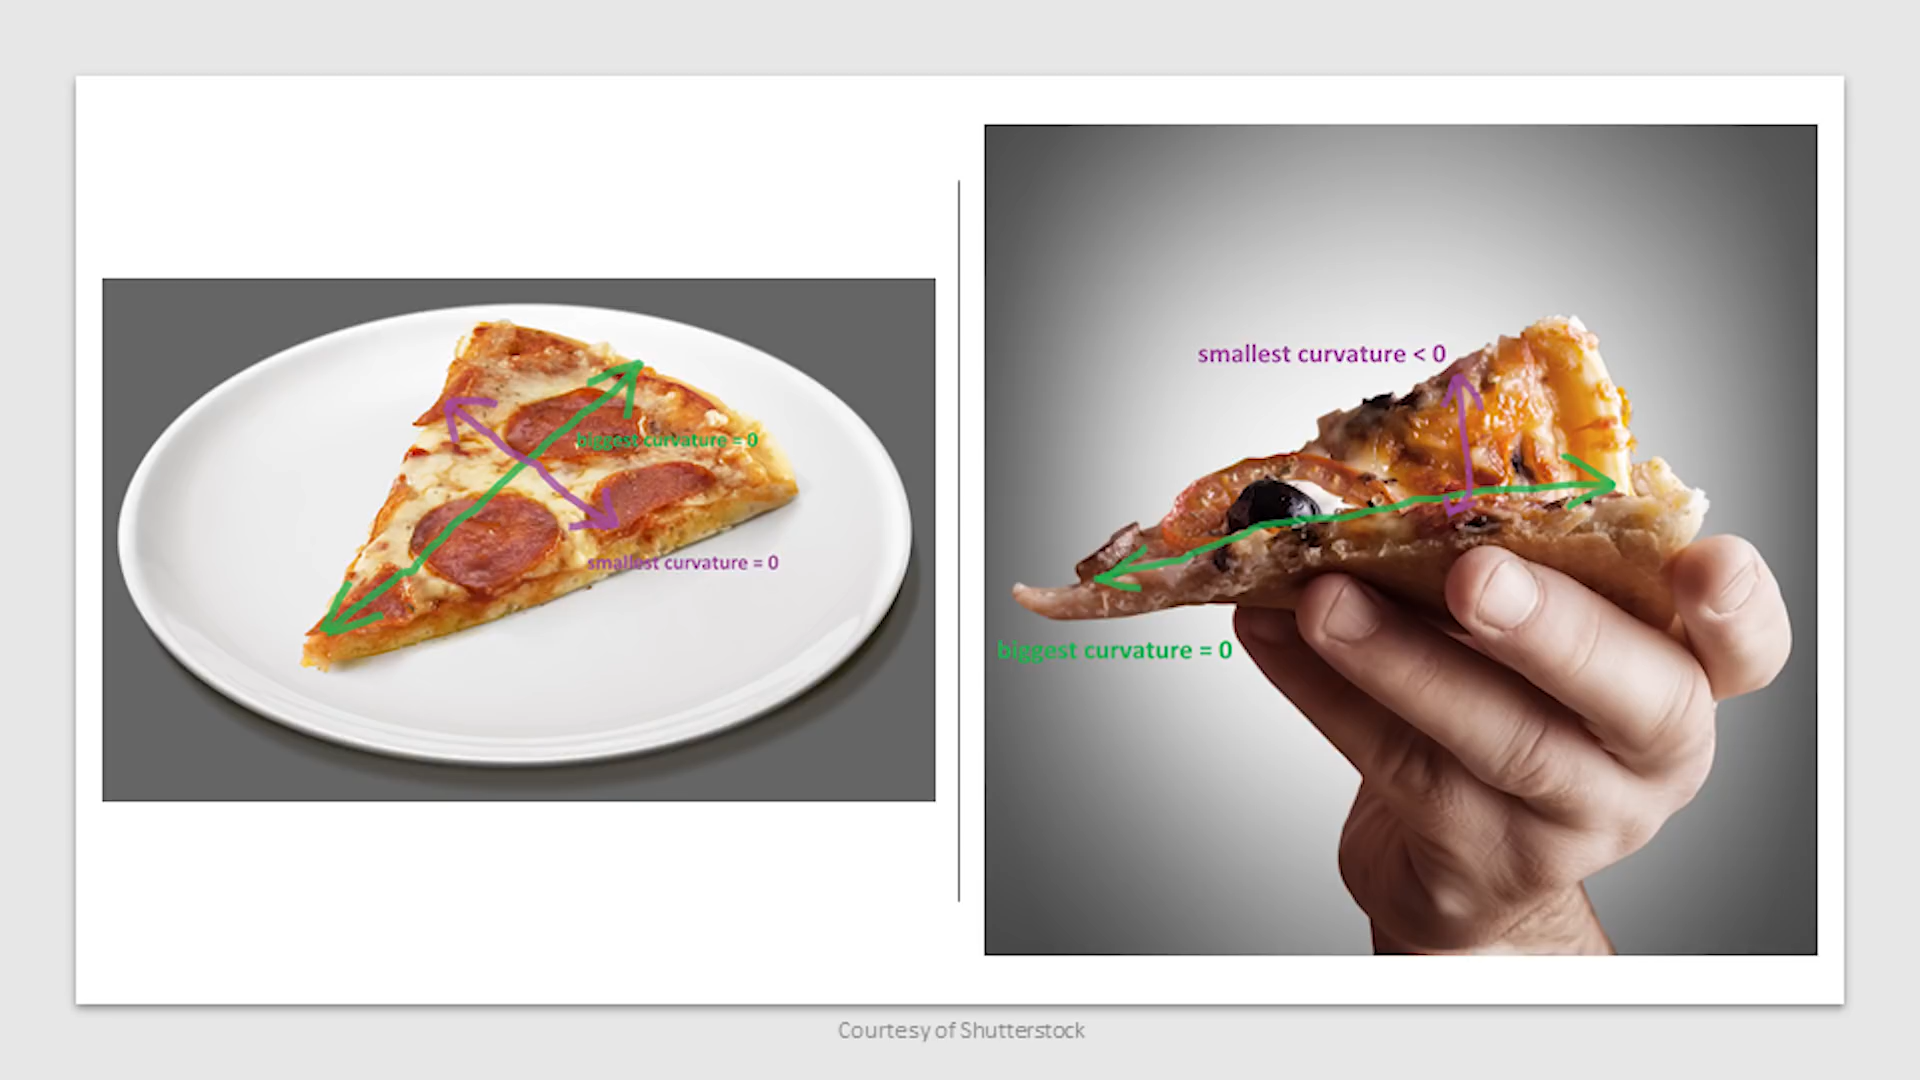 biggest curvature = 0
smallest curvature = 0
smallest curvature < 0
biggest curvature = 0
Courtesy of Shutterstock